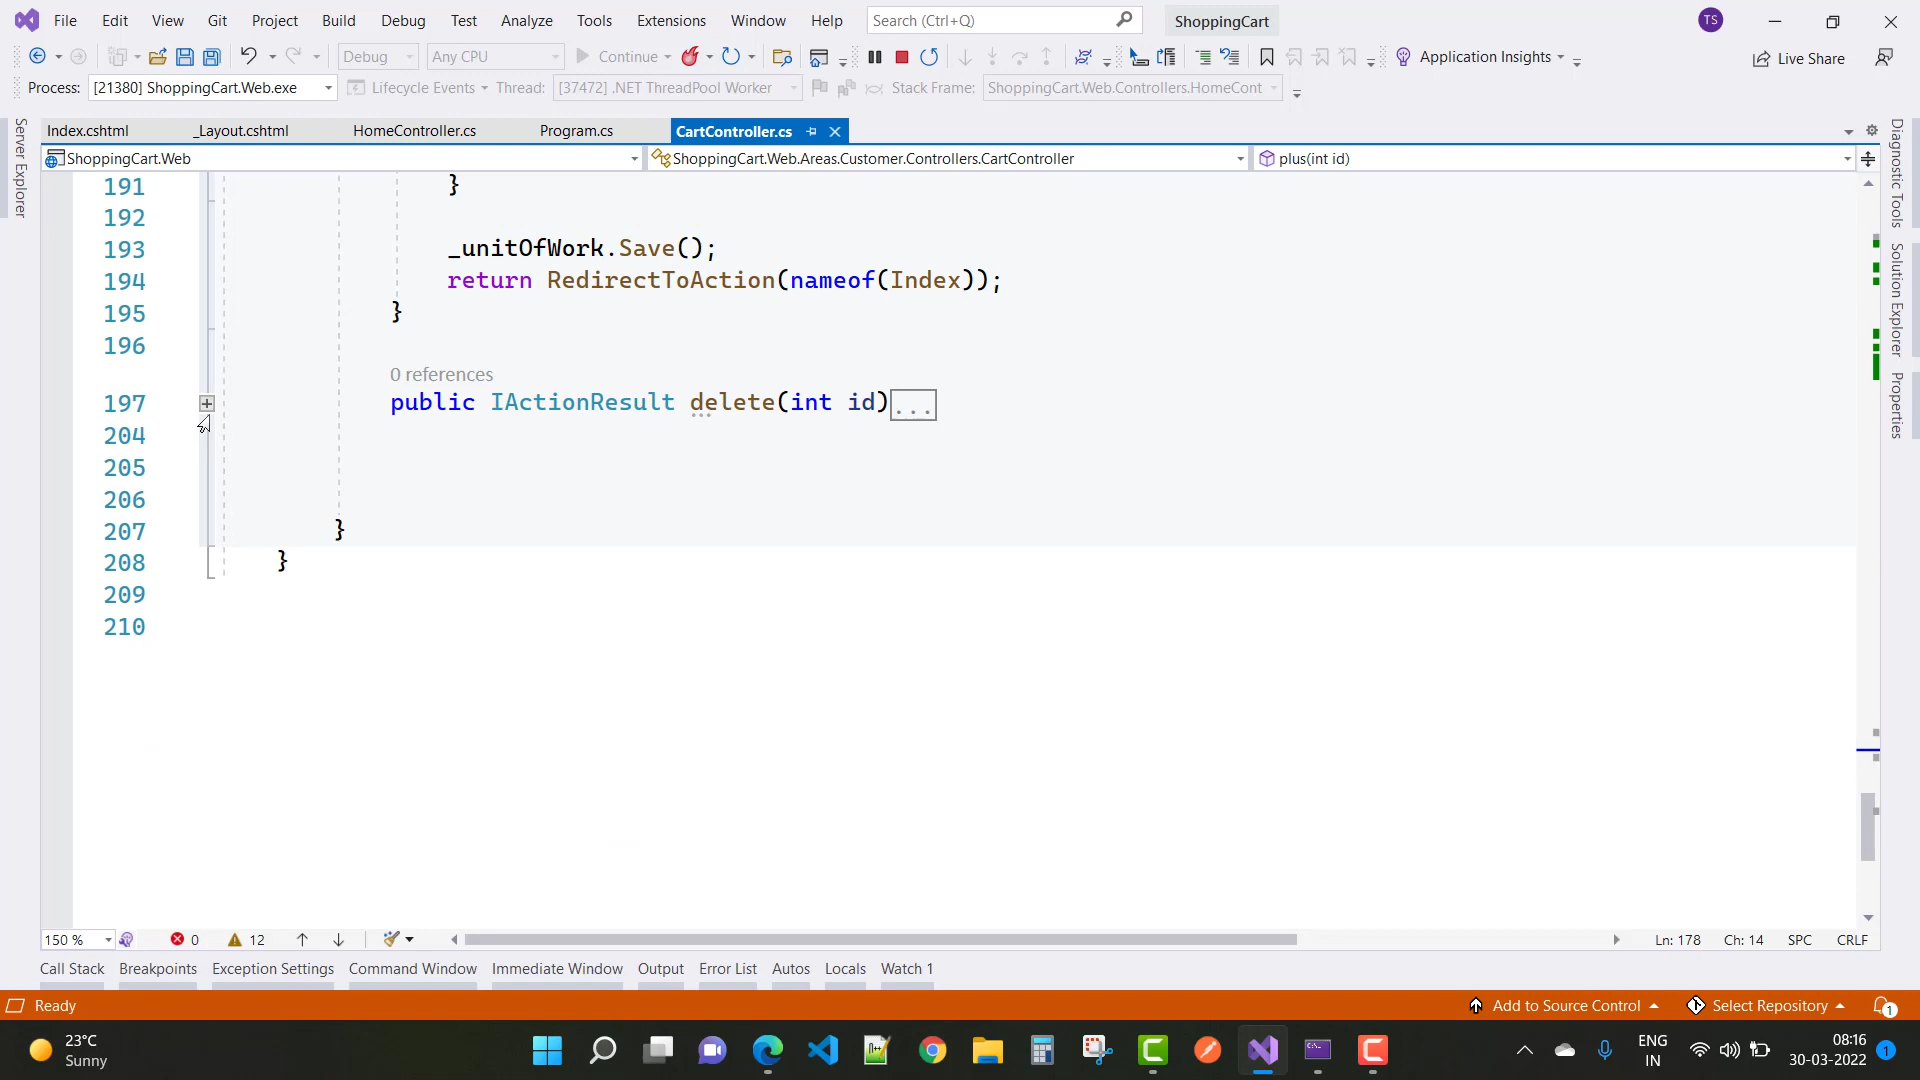 File Edit View Git Project Build Debug Test Analyze Tools Extensions Window Help Search (Ctrl+Q) ShoppingCart TS
Debug Any CPU Continue Application Insights Live Share
Process: [21380] ShoppingCart.Web.exe Lifecycle Events Thread: [37472] .NET ThreadPool Worker Stack Frame: ShoppingCart.Web.Controllers.HomeCont
Server Explorer
Index.cshtml _Layout.cshtml HomeController.cs Program.cs CartController.cs
ShoppingCart.Web ShoppingCart.Web.Areas.Customer.Controllers.CartController plus(int id)
Diagnostic Tools
Solution Explorer
Properties
191 }
192
193 _unitOfWork.Save();
194 return RedirectToAction(nameof(Index));
195 }
196
0 references
197 public IActionResult delete(int id)...
204
205
206
207 }
208 }
209
210
150 % 0 12 Ln: 178 Ch: 14 SPC CRLF
Call Stack Breakpoints Exception Settings Command Window Immediate Window Output Error List Autos Locals Watch 1
Ready Add to Source Control Select Repository 1
23°C
Sunny
ENG
IN
08:16
30-03-2022
1